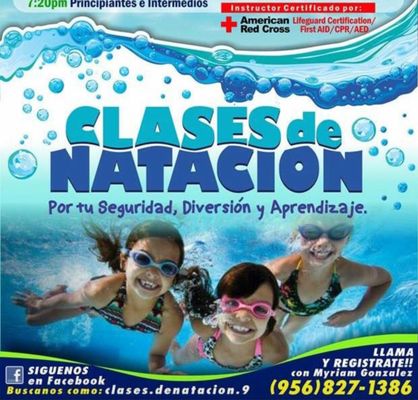 7:20pm Principiantes e Intermedios
Instructor Certificado por:
American
Red Cross
Lifeguard Certification/
First AID/CPR/AED
CLASES de
NATACION
Por tu Seguridad, Diversión y Aprendizaje.
LLAMA
Y REGISTRATE!!
con Myriam Gonzalez
(956)827-1386
f SIGUENOS
en Facebook
Buscanos como: clases.denatacion.9